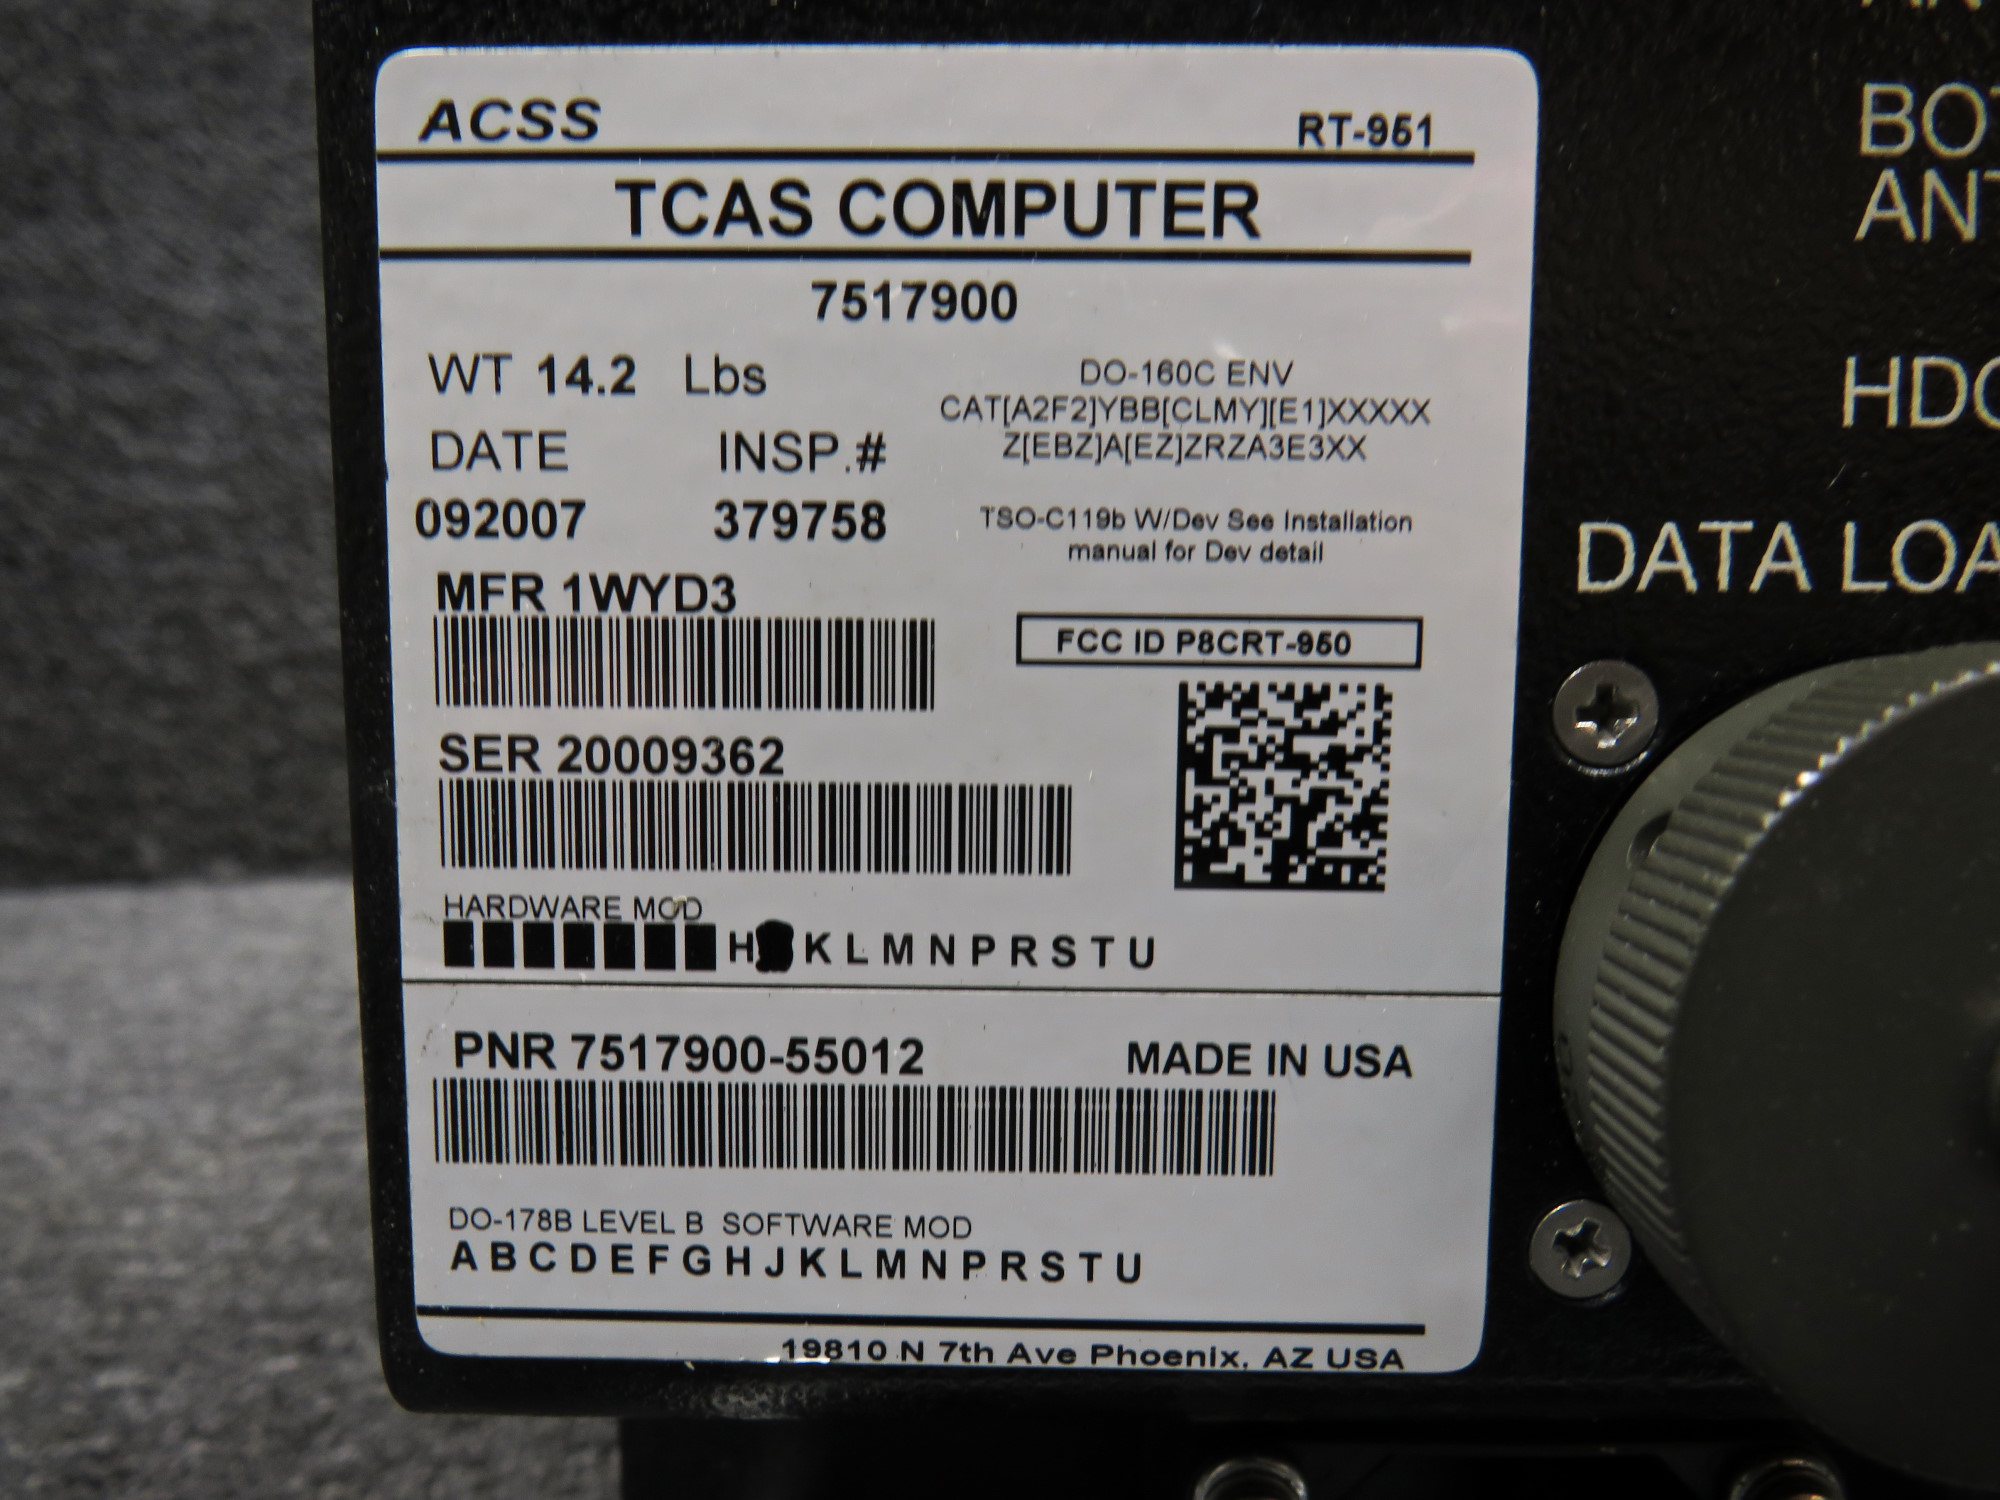 ACSS RT-951
TCAS COMPUTER
7517900
WT 14.2 Lbs
DO-160C ENV
CAT[A2F2]YBB[CLMY][E1]XXXXX
Z[EBZ]A[EZ]ZRZA3E3XX
DATE INSP.#
092007 379758
TSO-C119b W/Dev See Installation
manual for Dev detail
MFR 1WYD3
FCC ID P8CRT-950
SER 20009362
HARDWARE MOD
H K L M N P R S T U
PNR 7517900-55012 MADE IN USA
DO-178B LEVEL B SOFTWARE MOD
A B C D E F G H J K L M N P R S T U
19810 N 7th Ave Phoenix, AZ USA
BOT
ANT
HDC
DATA LOA